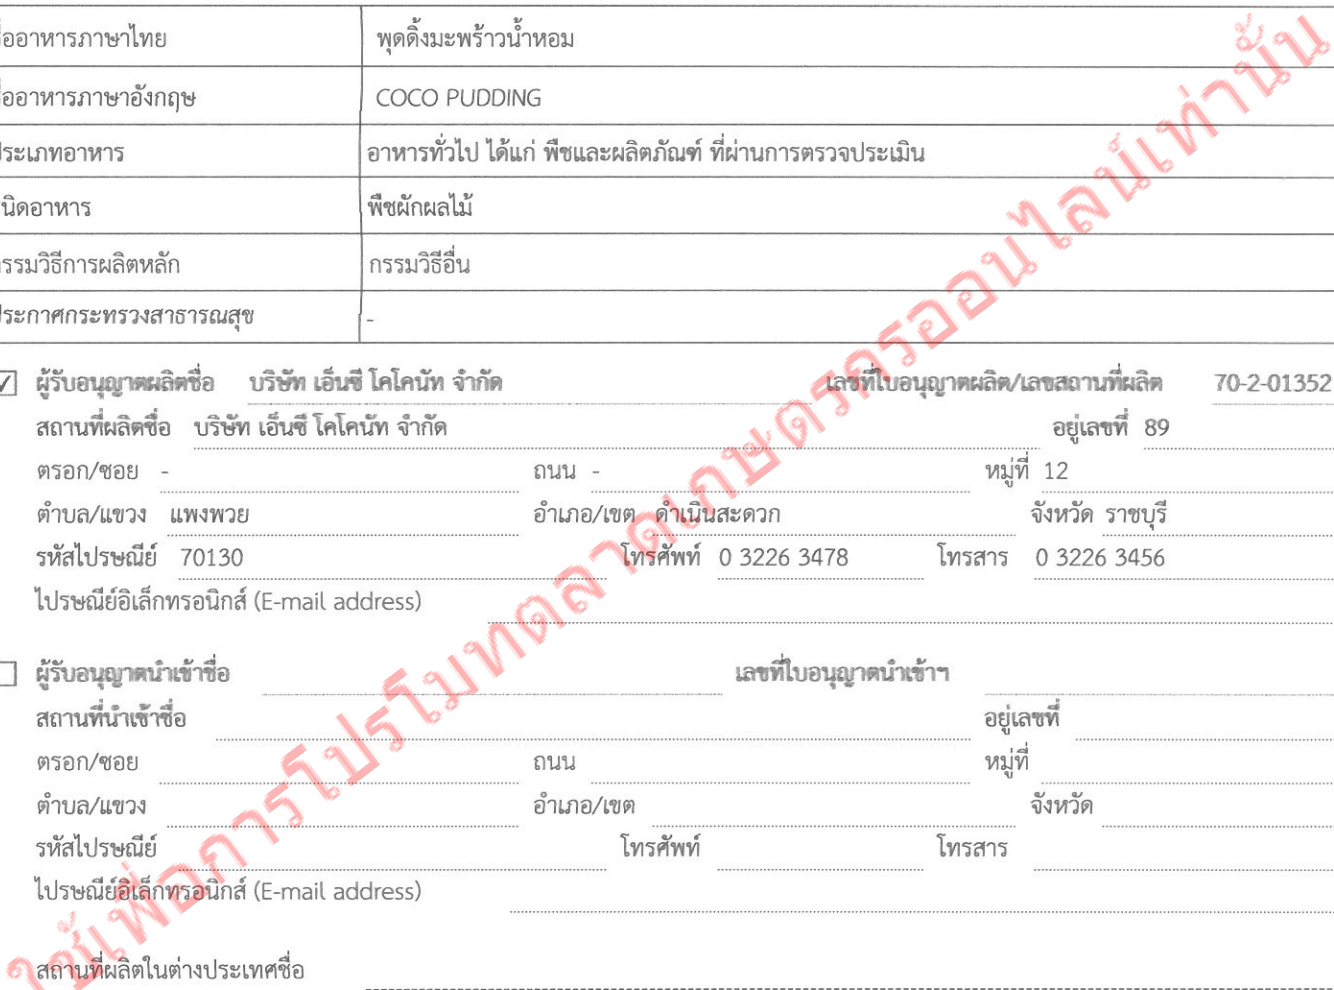 ชื่ออาหารภาษาไทย พุดดิ้งมะพร้าวน้ำหอม
ชื่ออาหารภาษาอังกฤษ COCO PUDDING
ประเภทอาหาร อาหารทั่วไป ได้แก่ พืชและผลิตภัณฑ์ ที่ผ่านการตรวจประเมิน
ชนิดอาหาร พืชผักผลไม้
กรรมวิธีการผลิตหลัก กรรมวิธีอื่น
ประกาศกระทรวงสาธารณสุข -
ผู้รับอนุญาตผลิตชื่อ บริษัท เอ็นซี โคโคนัท จำกัด เลขที่ใบอนุญาตผลิต/เลขสถานที่ผลิต 70-2-01352
สถานที่ผลิตชื่อ บริษัท เอ็นซี โคโคนัท จำกัด อยู่เลขที่ 89
ตรอก/ซอย - ถนน - หมู่ที่ 12
ตำบล/แขวง แพงพวย อำเภอ/เขต ดำเนินสะดวก จังหวัด ราชบุรี
รหัสไปรษณีย์ 70130 โทรศัพท์ 0 3226 3478 โทรสาร 0 3226 3456
ไปรษณีย์อิเล็กทรอนิกส์ (E-mail address)
ผู้รับอนุญาตนำเข้าชื่อ เลขที่ใบอนุญาตนำเข้าฯ
สถานที่นำเข้าชื่อ อยู่เลขที่
ตรอก/ซอย ถนน หมู่ที่
ตำบล/แขวง อำเภอ/เขต จังหวัด
รหัสไปรษณีย์ โทรศัพท์ โทรสาร
ไปรษณีย์อิเล็กทรอนิกส์ (E-mail address)
สถานที่ผลิตในต่างประเทศชื่อ
ใช้เพื่อการโปรโมทตลาดเกษตรกรออนไลน์เท่านั้น